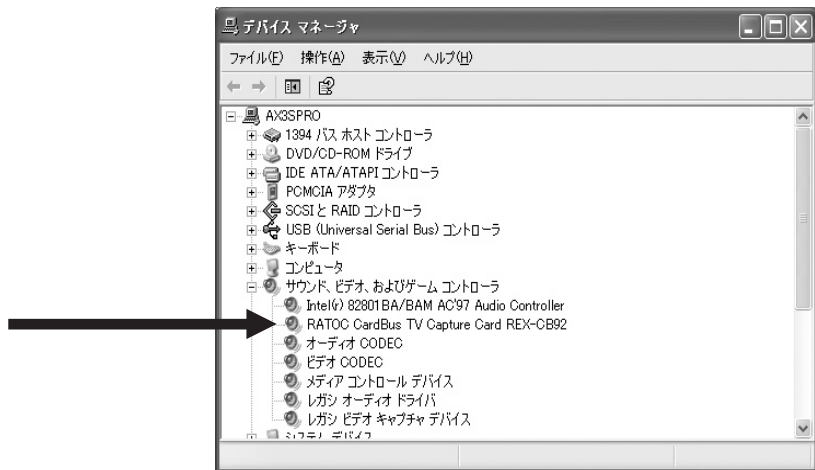 デバイス マネージャ
ファイル(F) 操作(A) 表示(V) ヘルプ(H)
AX3SPRO
1394 バス ホスト コントローラ
DVD/CD-ROM ドライブ
IDE ATA/ATAPI コントローラ
PCMCIA アダプタ
SCSI と RAID コントローラ
USB (Universal Serial Bus) コントローラ
キーボード
コンピュータ
サウンド、ビデオ、およびゲーム コントローラ
Intel(r) 82801BA/BAM AC'97 Audio Controller
RATOC CardBus TV Capture Card REX-CB92
オーディオ CODEC
ビデオ CODEC
メディア コントロール デバイス
レガシ オーディオ ドライバ
レガシ ビデオ キャプチャ デバイス
システム デバイス